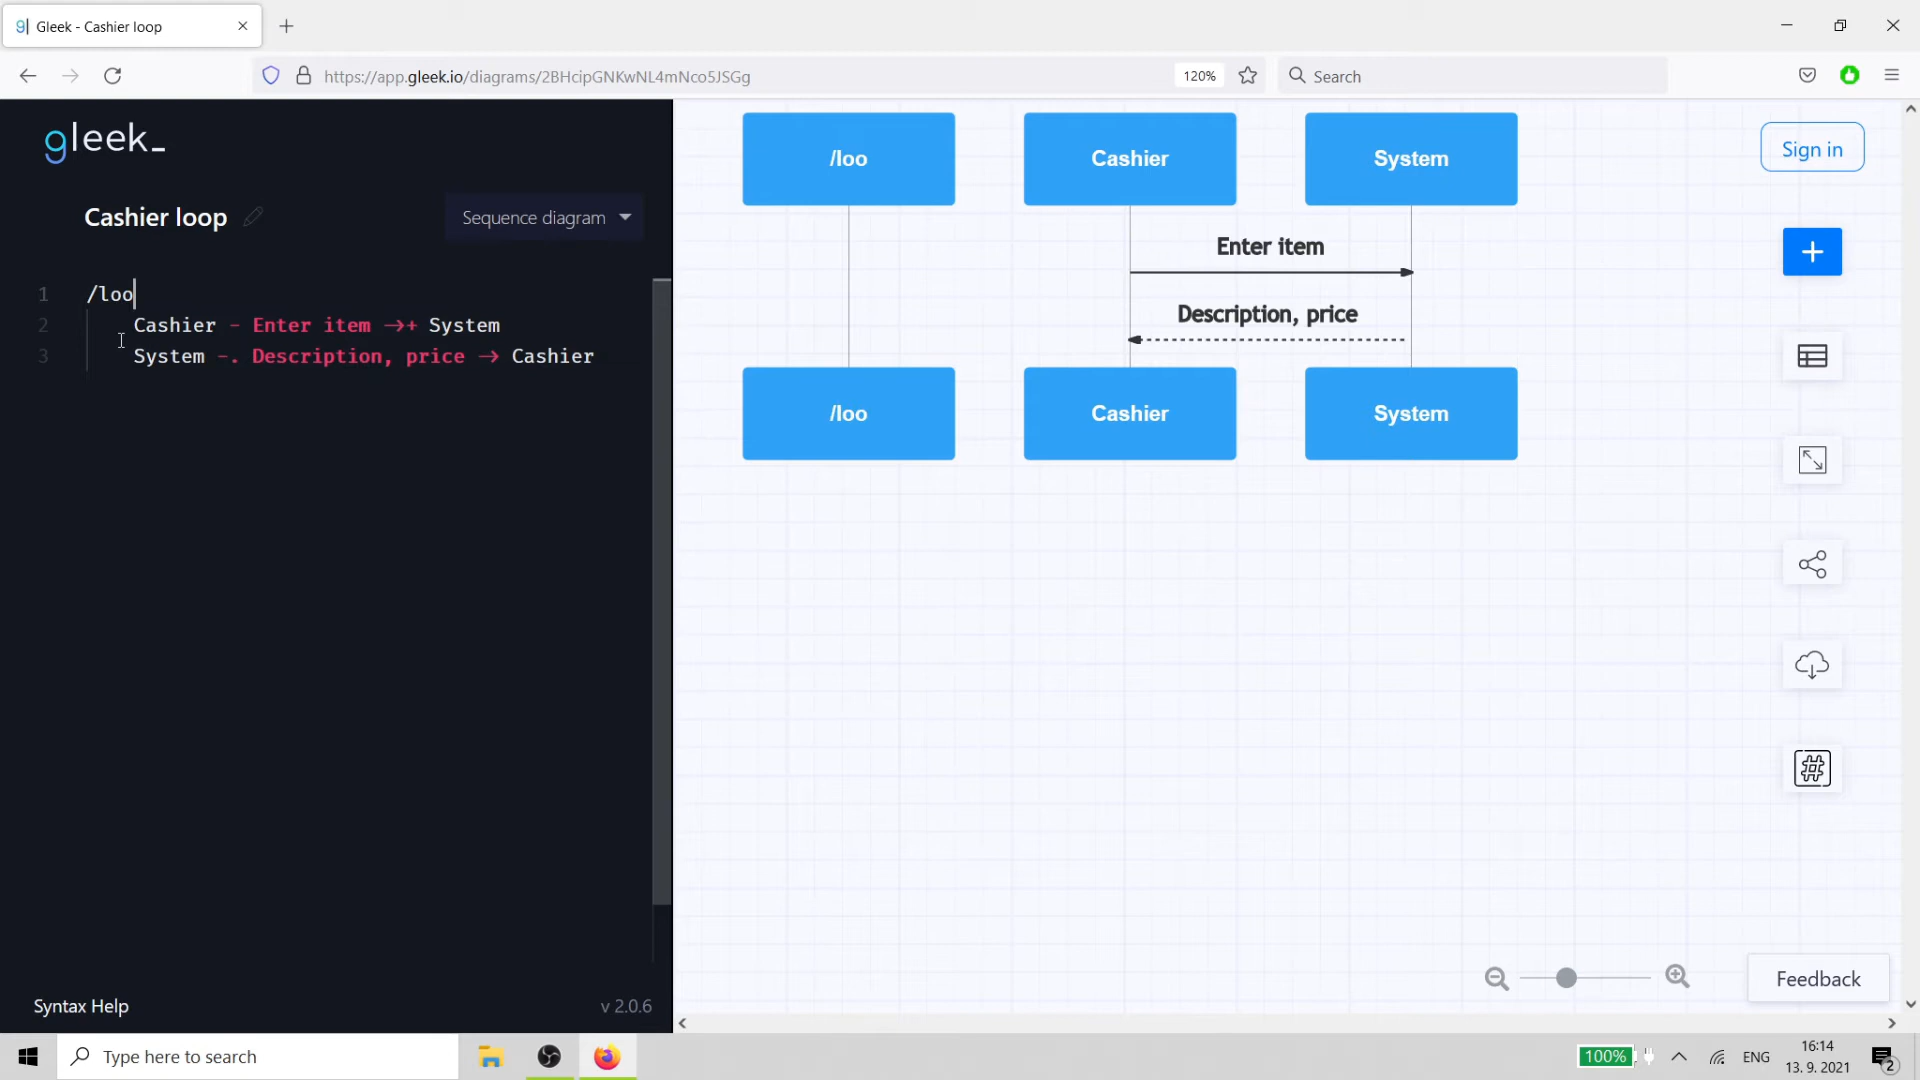 Gleek - Cashier loop
https://app.gleek.io/diagrams/2BHcipGNKwNL4mNco5JSGg
120%
Search
gleek_
Sign in
Cashier loop
Sequence diagram
1 /loo
2 Cashier - Enter item ->+ System
3 System -. Description, price -> Cashier
/loo
Cashier
System
Enter item
Description, price
/loo
Cashier
System
Syntax Help
v 2.0.6
Feedback
Type here to search
100%
ENG
16:14
13. 9. 2021
2